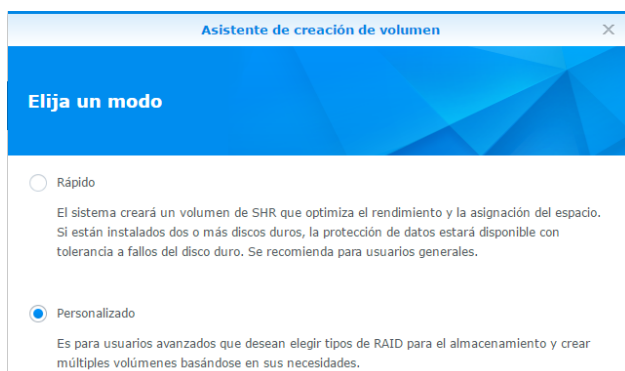 Asistente de creación de volumen
Elija un modo
Rápido
El sistema creará un volumen de SHR que optimiza el rendimiento y la asignación del espacio.
Si están instalados dos o más discos duros, la protección de datos estará disponible con
tolerancia a fallos del disco duro. Se recomienda para usuarios generales.
Personalizado
Es para usuarios avanzados que desean elegir tipos de RAID para el almacenamiento y crear
múltiples volúmenes basándose en sus necesidades.